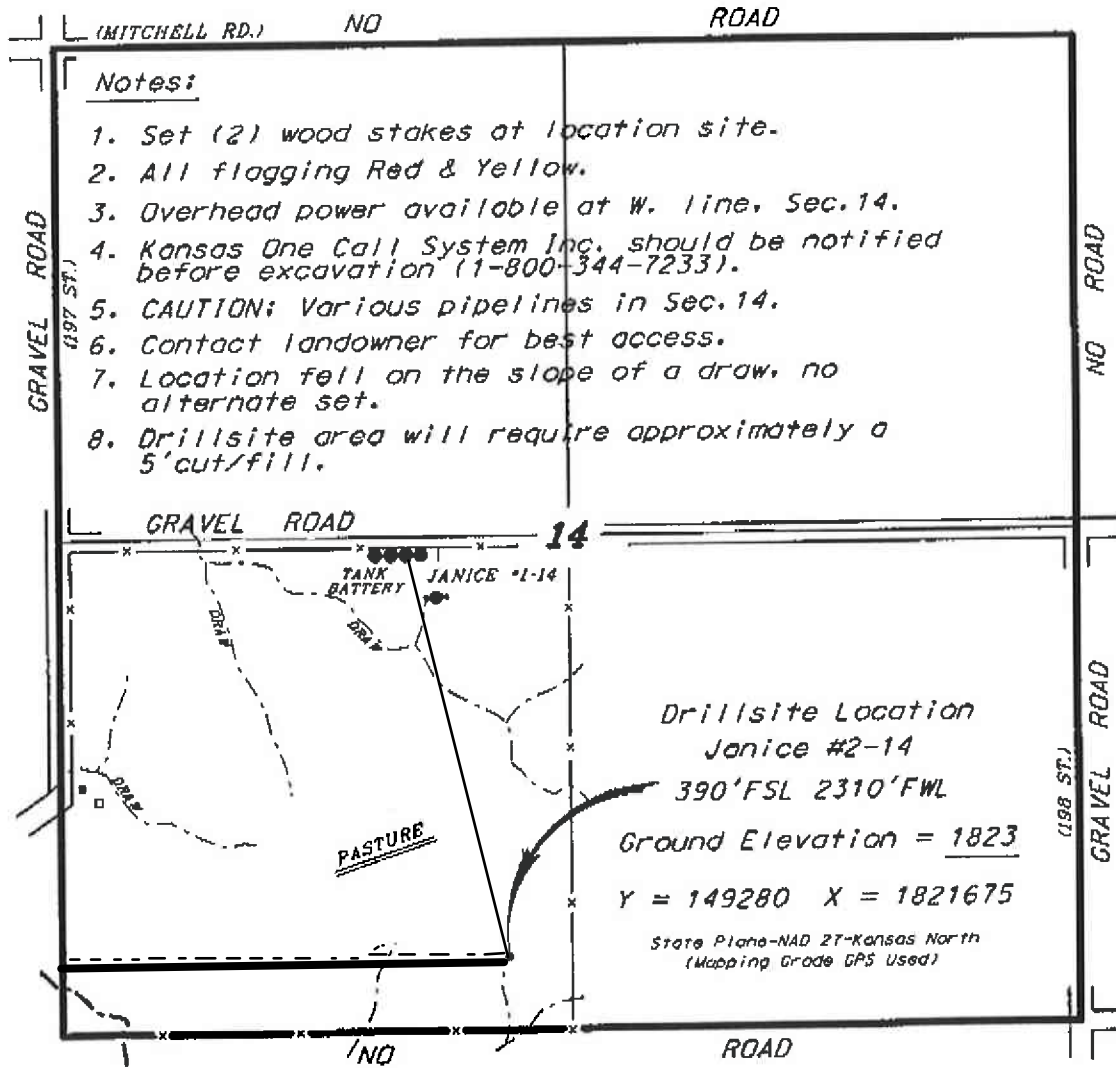 (MITCHELL RD.) NO ROAD
Notes:
1. Set (2) wood stakes at location site.
2. All flagging Red & Yellow.
3. Overhead power available at W. line, Sec. 14.
4. Kansas One Call System Inc. should be notified
before excavation (1-800-344-7233).
5. CAUTION: Various pipelines in Sec. 14.
6. Contact landowner for best access.
7. Location fell on the slope of a draw, no
alternate set.
8. Drillsite area will require approximately a
5' cut/fill.
GRAVEL ROAD
(197 ST.)
NO ROAD
GRAVEL ROAD
14
TANK
BATTERY
JANICE #1-14
DRAW
DRAW
DRAW
PASTURE
Drillsite Location
Janice #2-14
390'FSL 2310'FWL
Ground Elevation = 1823
Y = 149280 X = 1821675
State Plane-NAD 27-Kansas North
(Mapping Grade GPS Used)
(198 ST.)
GRAVEL ROAD
NO ROAD